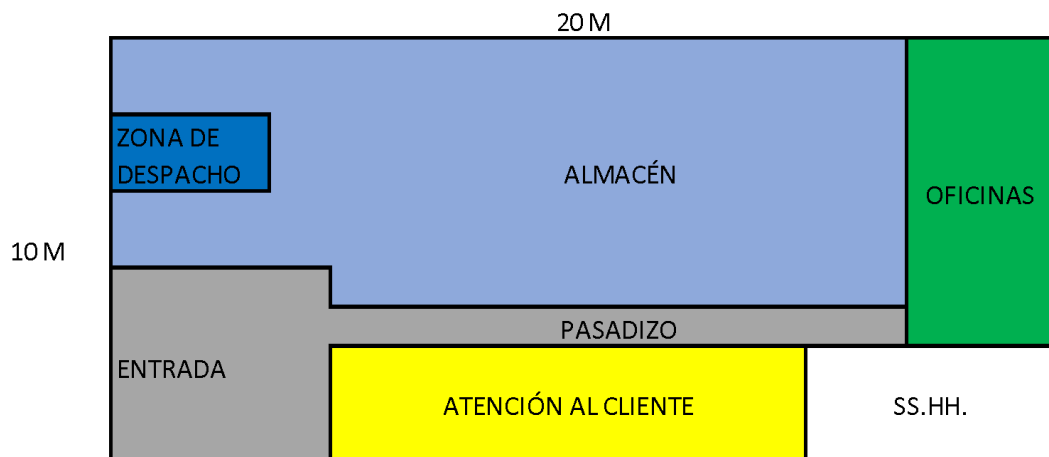 20 M
ZONA DE
DESPACHO
ALMACÉN
OFICINAS
10 M
PASADIZO
ENTRADA
ATENCIÓN AL CLIENTE
SS.HH.